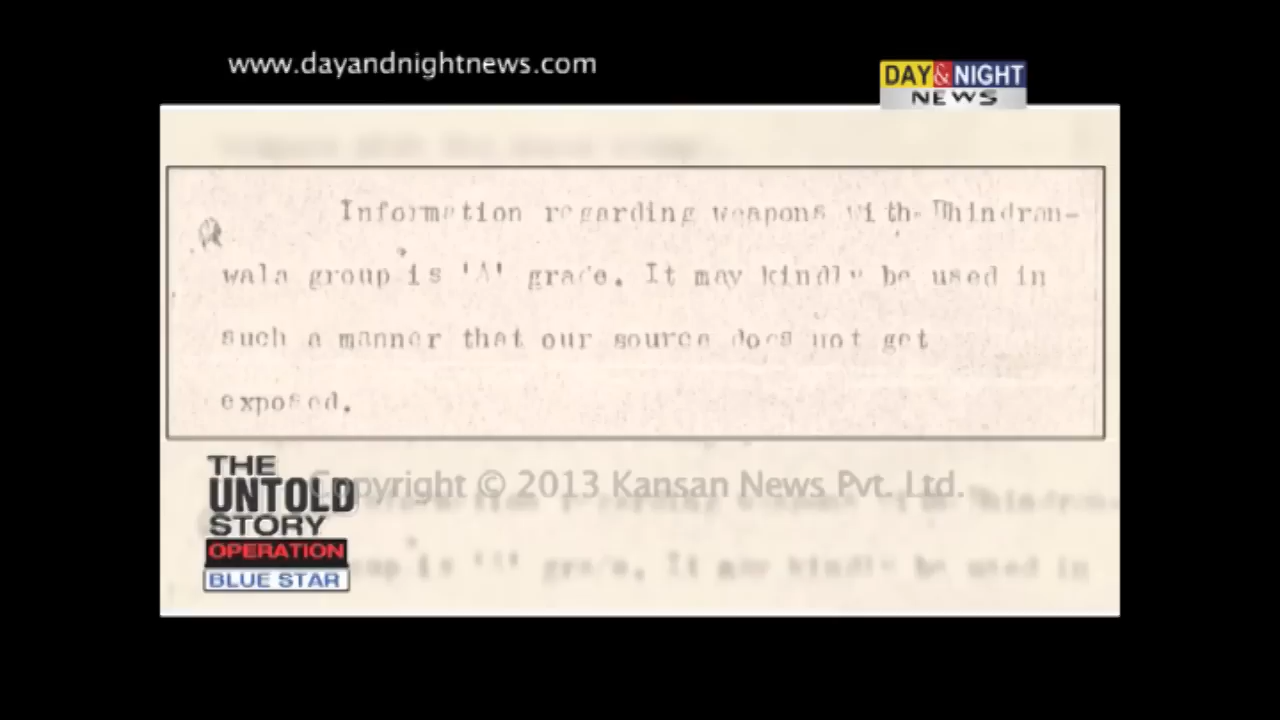 www.dayandnightnews.com
DAY & NIGHT
NEWS
Information regarding weapons with Bhindran-
wala group is 'A' grade. It may kindly be used in
such a manner that our source does not get
exposed.
THE
UNTOLD
STORY
OPERATION
BLUE STAR
Copyright © 2013 Kansan News Pvt. Ltd.